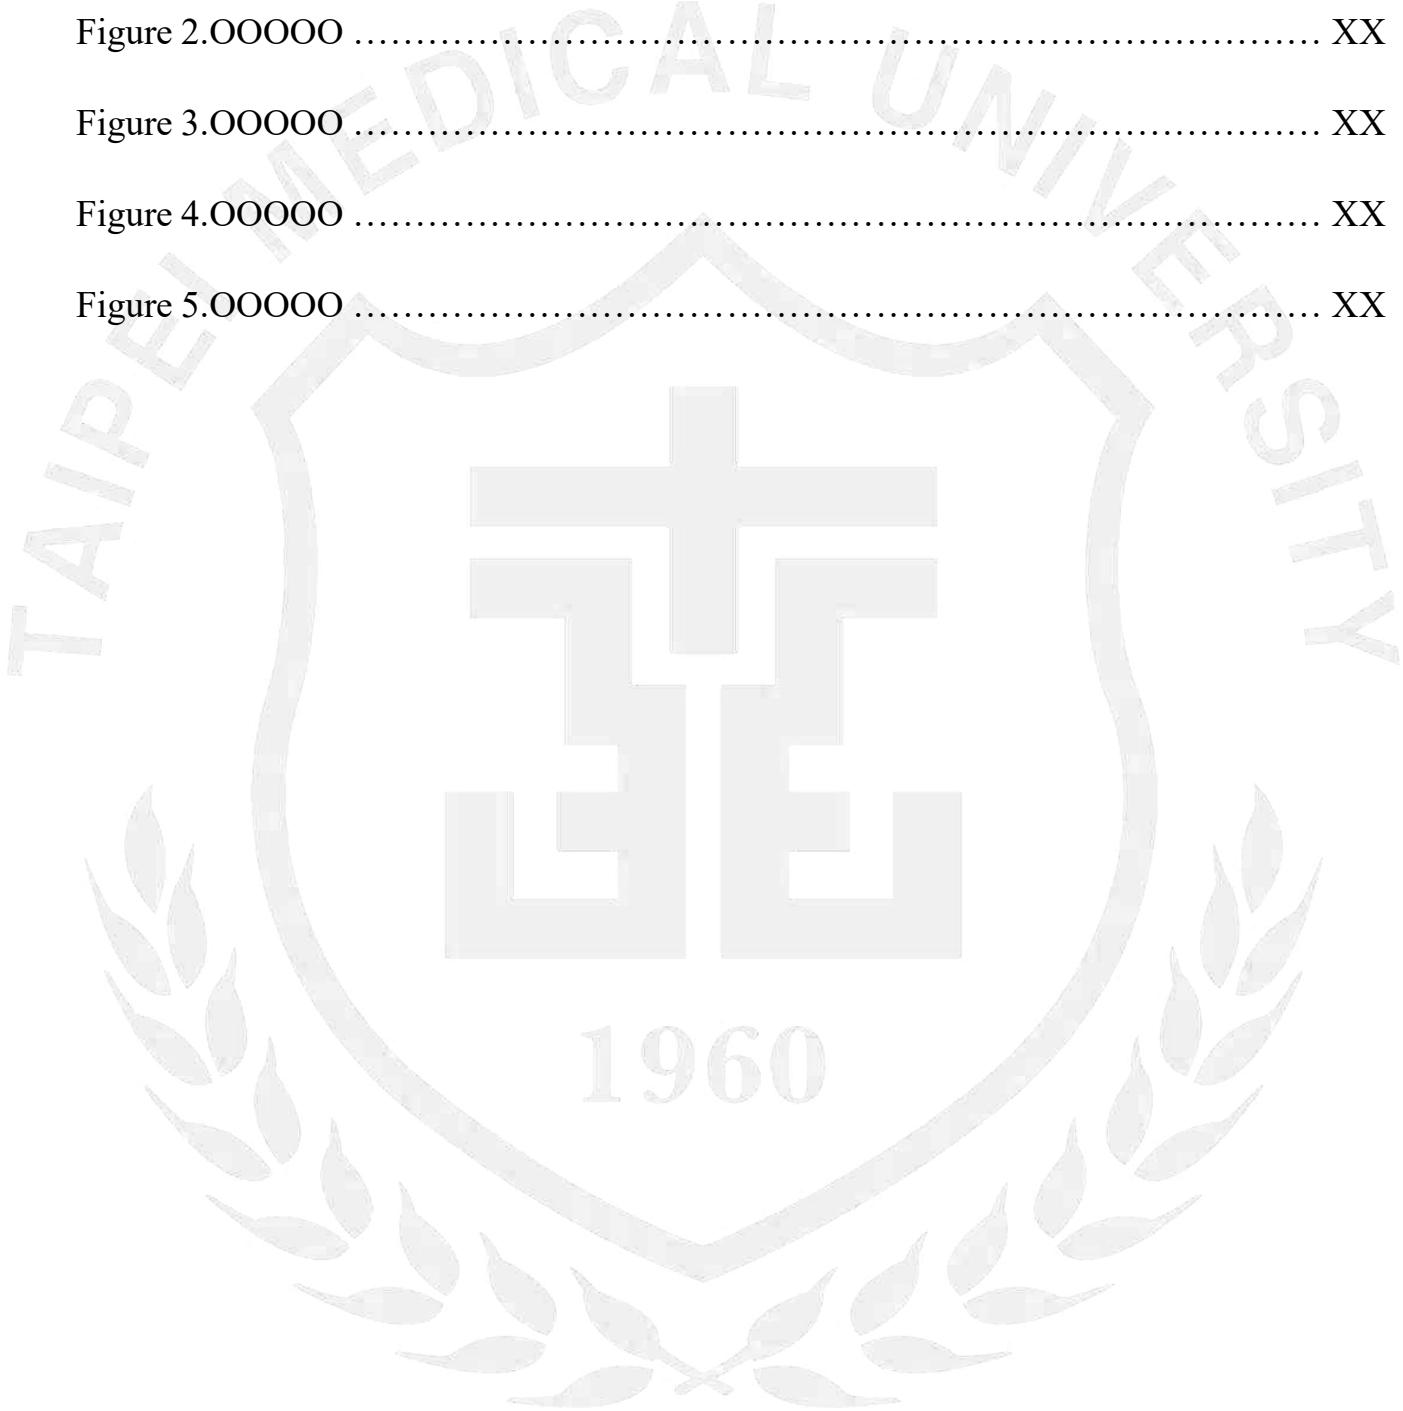 Figure 2.OOOOO ........................................................................ XX
Figure 3.OOOOO ........................................................................ XX
Figure 4.OOOOO ........................................................................ XX
Figure 5.OOOOO ........................................................................ XX
TAIPEI MEDICAL UNIVERSITY
1960